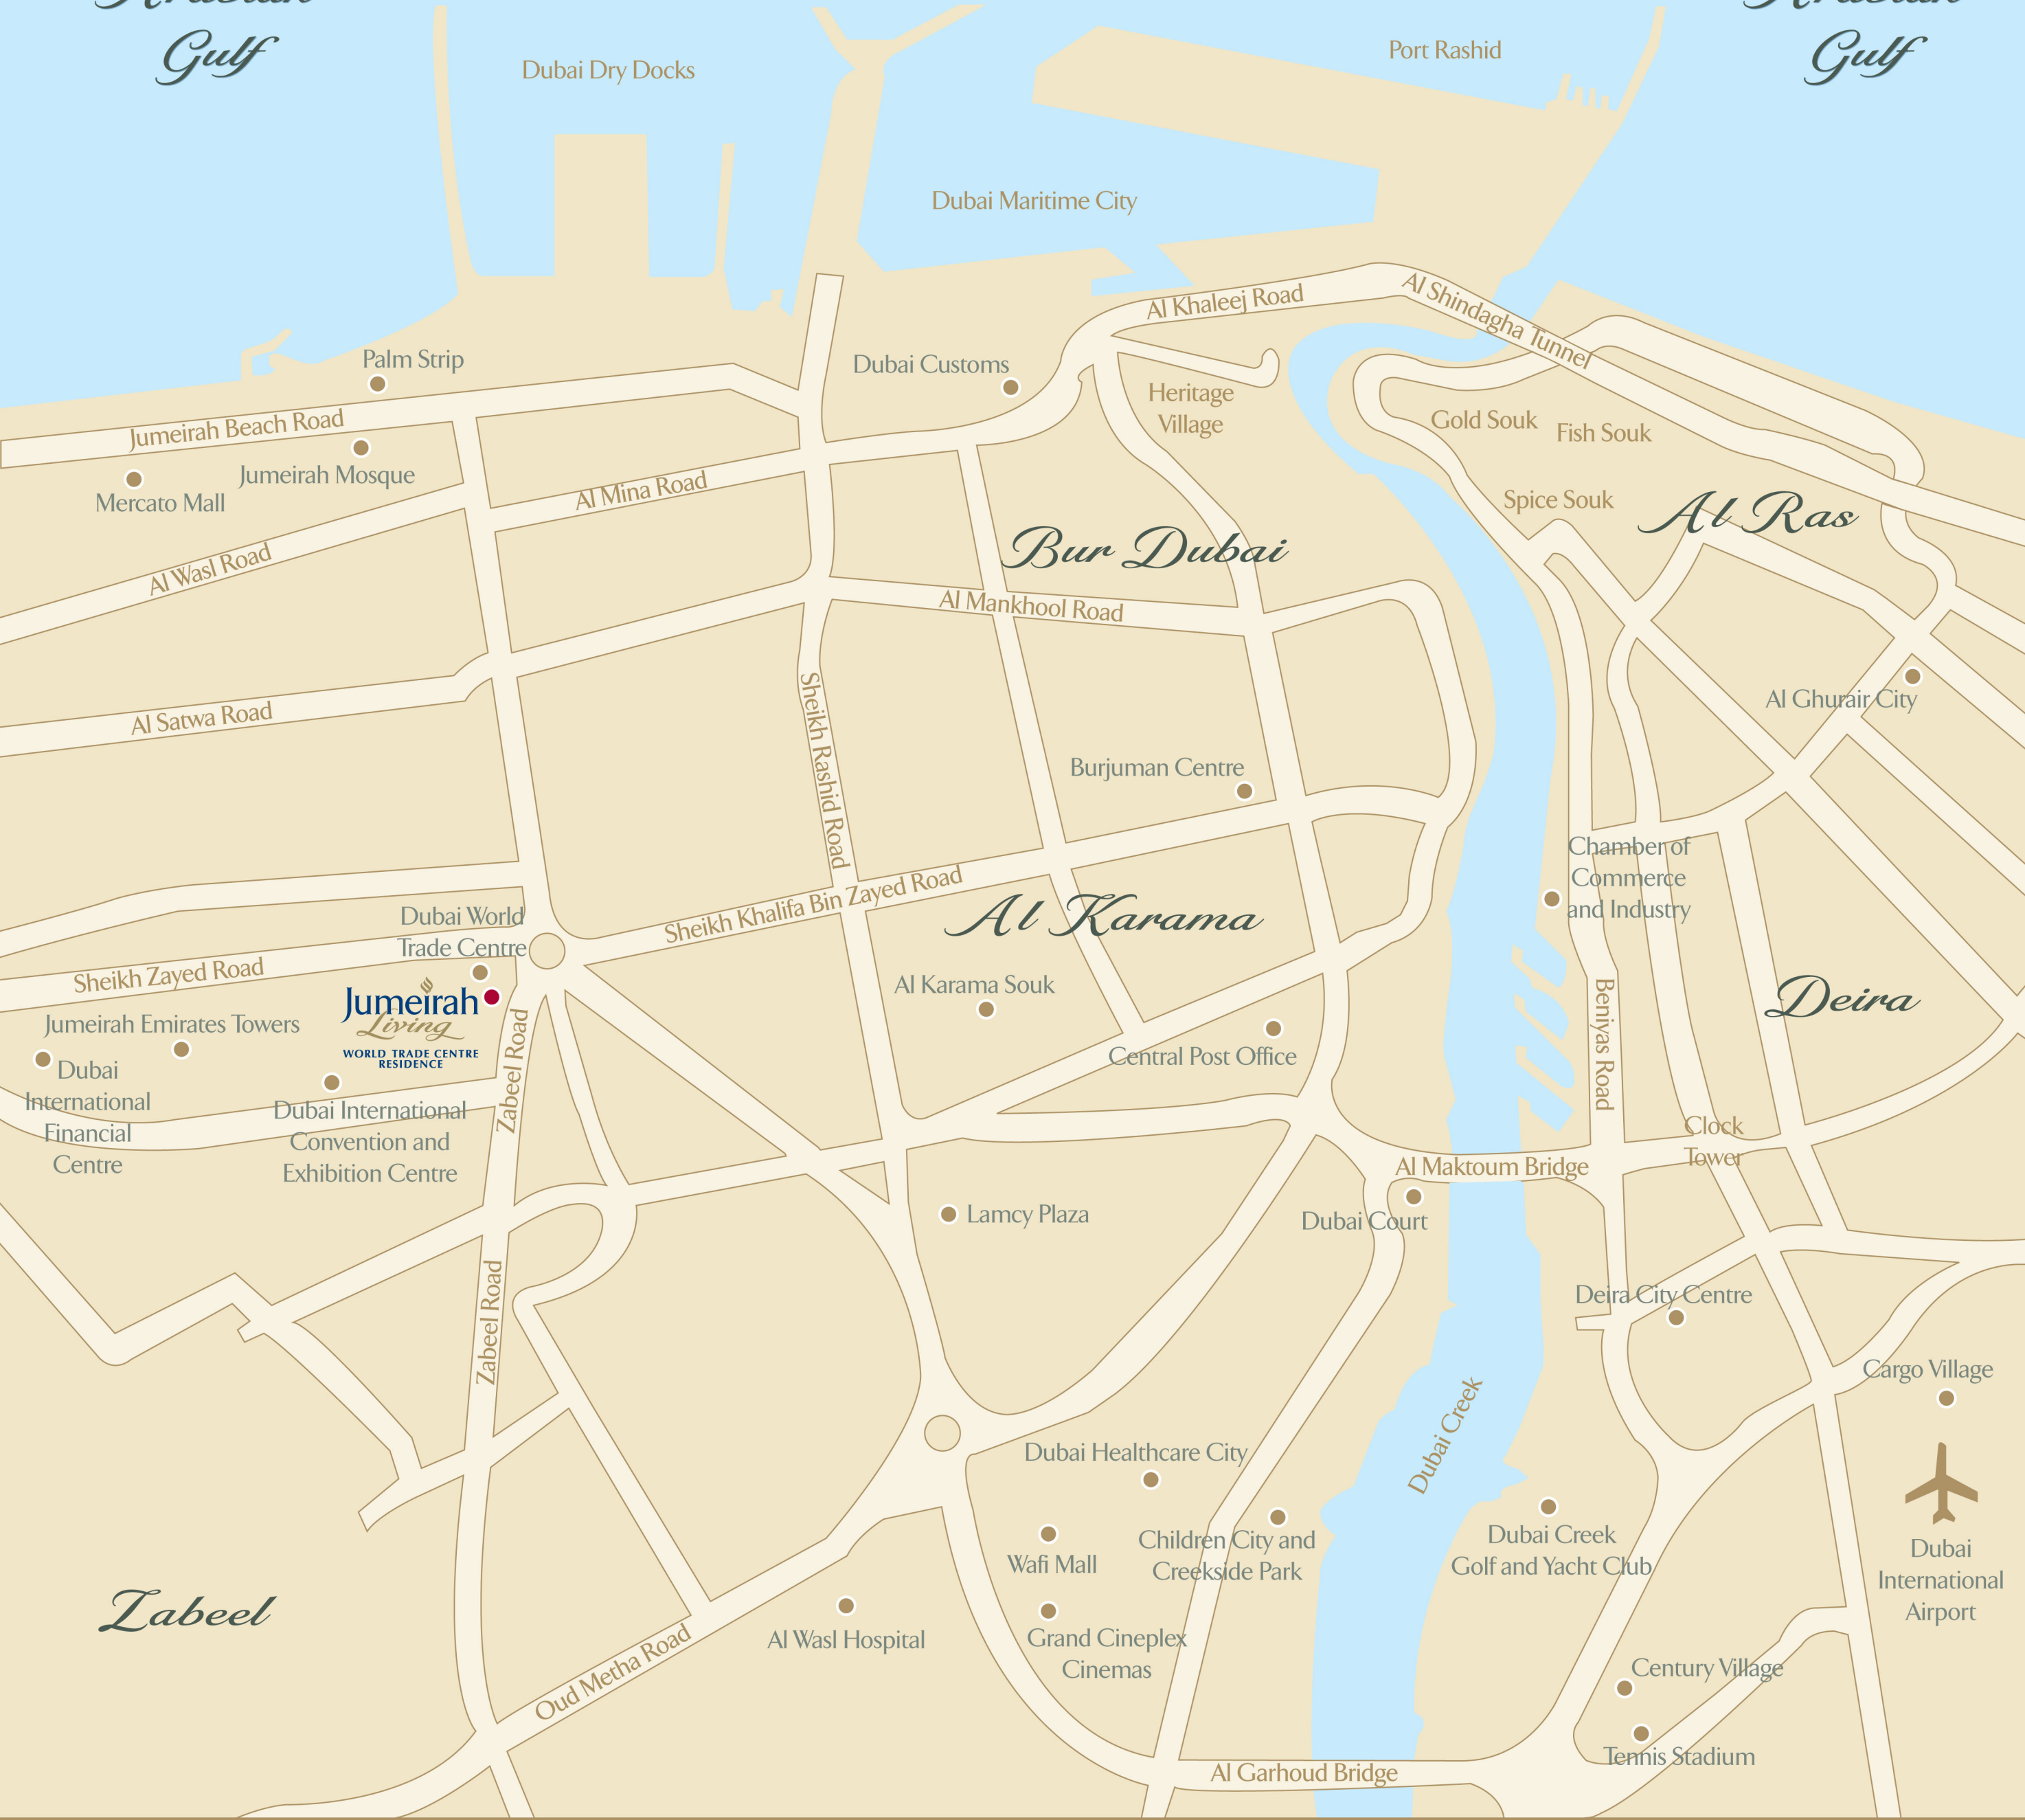 Arabian
Gulf
Arabian
Gulf
Dubai Dry Docks
Port Rashid
Dubai Maritime City
Al Khaleej Road
Al Shindagha Tunnel
Palm Strip
Dubai Customs
Heritage
Village
Jumeirah Beach Road
Gold Souk
Fish Souk
Jumeirah Mosque
Mercato Mall
Al Mina Road
Spice Souk
Al Ras
Bur Dubai
Al Wasl Road
Al Mankhool Road
Al Satwa Road
Al Ghurair City
Sheikh Rashid Road
Burjuman Centre
Chamber of
Commerce
and Industry
Sheikh Khalifa Bin Zayed Road
Al Karama
Dubai World
Trade Centre
Sheikh Zayed Road
Al Karama Souk
Deira
Beniyas Road
Jumeirah
Living
WORLD TRADE CENTRE
RESIDENCE
Jumeirah Emirates Towers
Zabeel Road
Central Post Office
Dubai
International
Financial
Centre
Dubai International
Convention and
Exhibition Centre
Clock
Tower
Al Maktoum Bridge
Lamcy Plaza
Dubai Court
Zabeel Road
Deira City Centre
Cargo Village
Dubai Creek
Dubai Healthcare City
Children City and
Creekside Park
Wafi Mall
Dubai Creek
Golf and Yacht Club
Dubai
International
Airport
Zabeel
Al Wasl Hospital
Grand Cineplex
Cinemas
Oud Metha Road
Century Village
Tennis Stadium
Al Garhoud Bridge